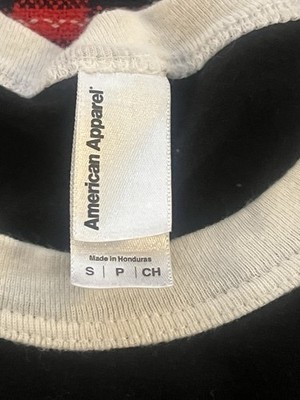 American Apparel®
Made in Honduras
S | P | CH